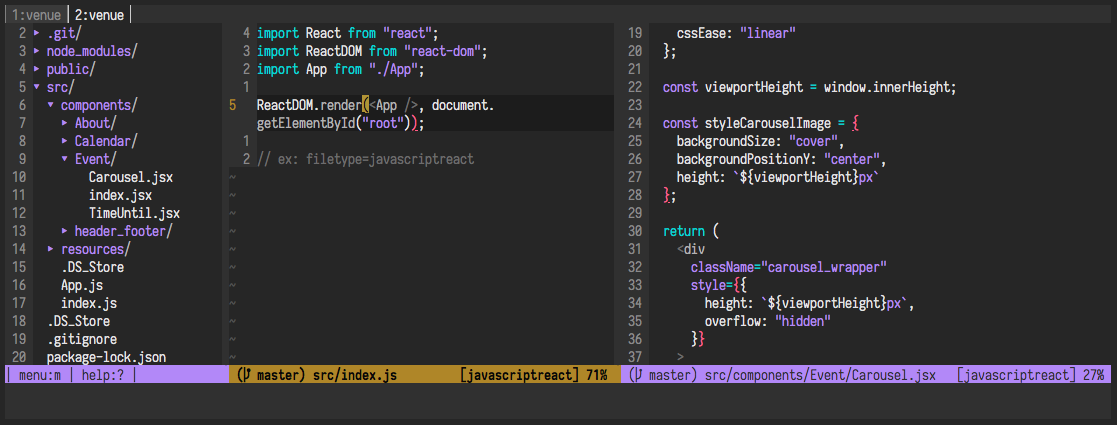 1:venue | 2:venue |
2 ▸ .git/
3 ▸ node_modules/
4 ▸ public/
5 ▾ src/
6 ▾ components/
7 ▸ About/
8 ▸ Calendar/
9 ▾ Event/
10 Carousel.jsx
11 index.jsx
12 TimeUntil.jsx
13 ▸ header_footer/
14 ▸ resources/
15 .DS_Store
16 App.js
17 index.js
18 .DS_Store
19 .gitignore
20 package-lock.json
| menu:m | help:? |
4 import React from "react";
3 import ReactDOM from "react-dom";
2 import App from "./App";
1
5 ReactDOM.render(<App />, document.
getElementById("root"));
1
2 // ex: filetype=javascriptreact
~
~
~
~
~
~
~
~
~
~
~
( master) src/index.js [javascriptreact] 71%
19 cssEase: "linear"
20 };
21
22 const viewportHeight = window.innerHeight;
23
24 const styleCarouselImage = {
25 backgroundSize: "cover",
26 backgroundPositionY: "center",
27 height: `${viewportHeight}px`
28 };
29
30 return (
31 <div
32 className="carousel_wrapper"
33 style={{
34 height: `${viewportHeight}px`,
35 overflow: "hidden"
36 }}
37 >
( master) src/components/Event/Carousel.jsx [javascriptreact] 27%